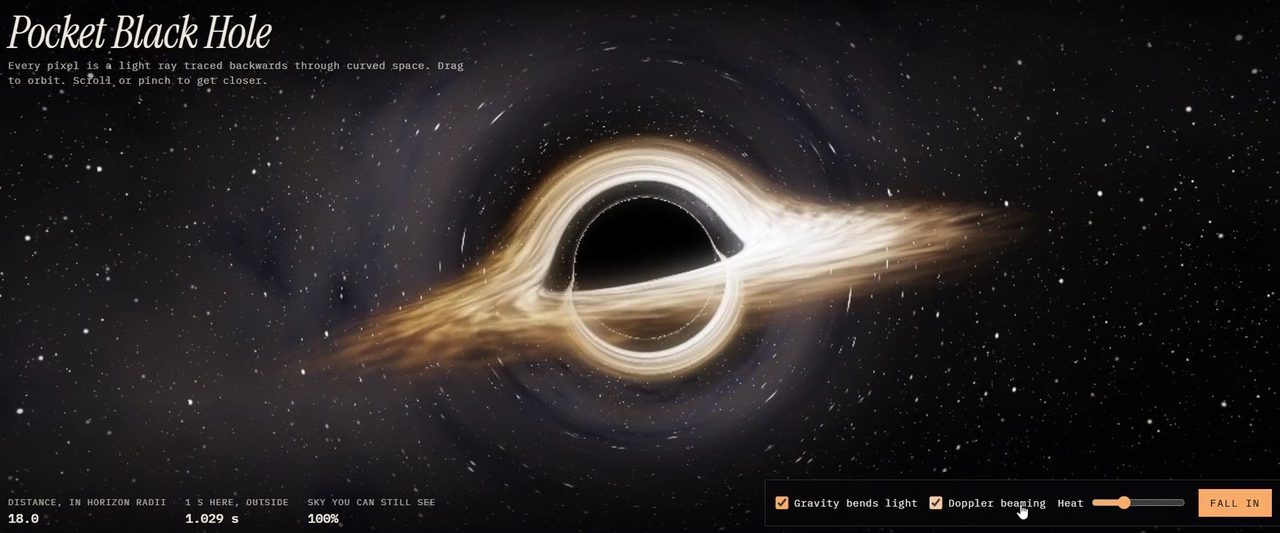 Pocket Black Hole
Every pixel is a light ray traced backwards through curved space. Drag
to orbit. Scroll or pinch to get closer.
DISTANCE, IN HORIZON RADII
18.0
1 S HERE, OUTSIDE
1.029 s
SKY YOU CAN STILL SEE
100%
Gravity bends light
Doppler beaming
Heat
FALL IN